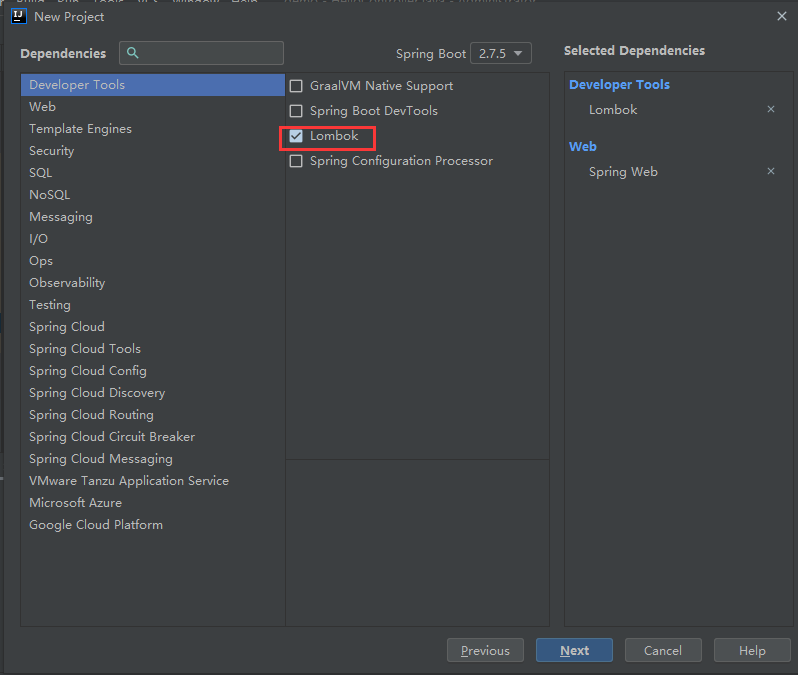 New Project
Dependencies
Spring Boot 2.7.5
Selected Dependencies
Developer Tools
Web
Template Engines
Security
SQL
NoSQL
Messaging
I/O
Ops
Observability
Testing
Spring Cloud
Spring Cloud Tools
Spring Cloud Config
Spring Cloud Discovery
Spring Cloud Routing
Spring Cloud Circuit Breaker
Spring Cloud Messaging
VMware Tanzu Application Service
Microsoft Azure
Google Cloud Platform
GraalVM Native Support
Spring Boot DevTools
Lombok
Spring Configuration Processor
Developer Tools
Lombok
Web
Spring Web
Previous
Next
Cancel
Help